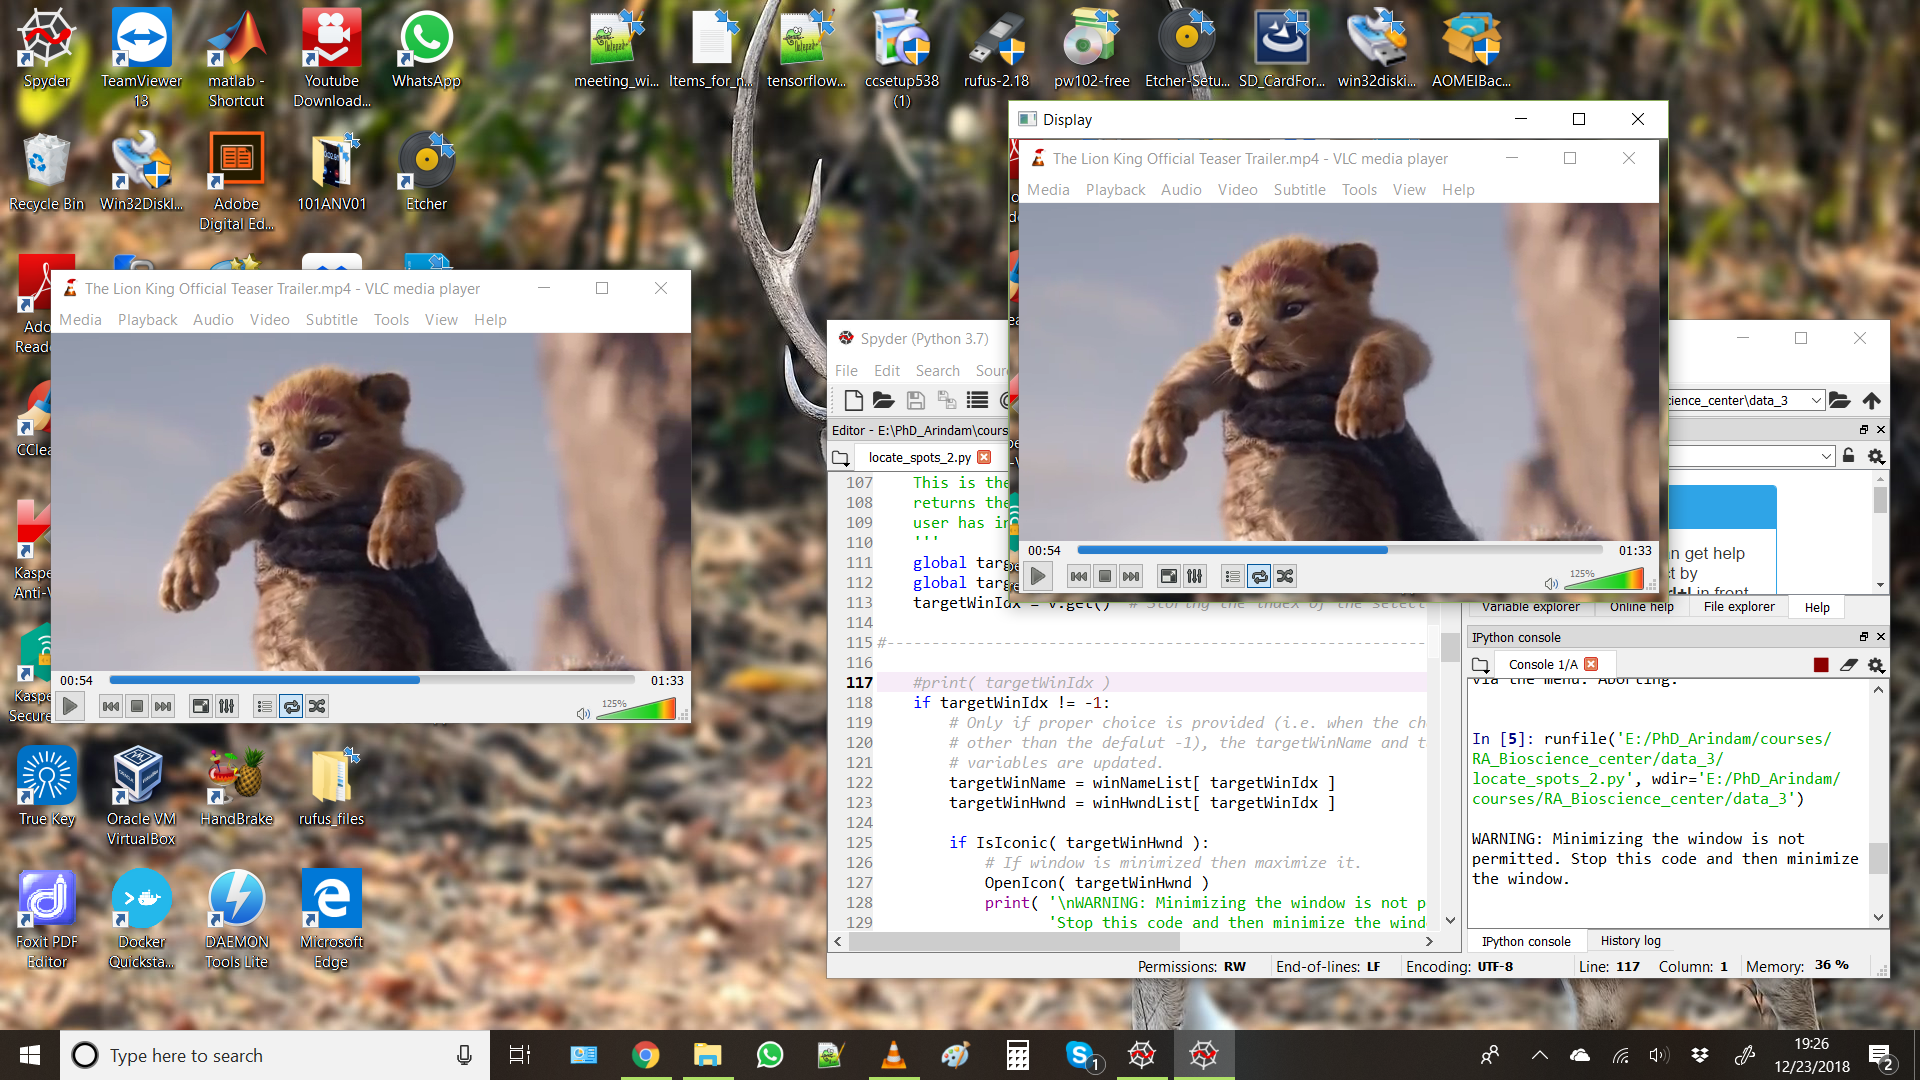 Spyder
TeamViewer 13
matlab - Shortcut
Youtube Download...
WhatsApp
meeting_wi...
Items_for_n...
tensorflow...
ccsetup538 (1)
rufus-2.18
pw102-free
Etcher-Setu...
SD_CardFor...
win32diski...
AOMEIBac...
Recycle Bin
Win32DiskI...
Adobe Digital Ed...
101ANV01
Etcher
Display
The Lion King Official Teaser Trailer.mp4 - VLC media player
Media Playback Audio Video Subtitle Tools View Help
00:54 01:33
125%
The Lion King Official Teaser Trailer.mp4 - VLC media player
Media Playback Audio Video Subtitle Tools View Help
00:54 01:33
125%
Ado
Reade
CClea
Kaspe
Anti-V
Kaspe
Secure
True Key
Oracle VM VirtualBox
HandBrake
rufus_files
Foxit PDF Editor
Docker Quicksta...
DAEMON Tools Lite
Microsoft Edge
Spyder (Python 3.7)
File Edit Search Sour
cience_center\data_3
Editor - E:\PhD_Arindam\cours
locate_spots_2.py
107 This is the
108 returns the
109 user has in
110 '''
111 global targ
112 global targ
113 targetWinIdx = v.get() # Storing the index of the select
114
115 #------------------------------------------------------------
116
117 #print( targetWinIdx )
118 if targetWinIdx != -1:
119 # Only if proper choice is provided (i.e. when the ch
120 # other than the defalut -1), the targetWinName and t
121 # variables are updated.
122 targetWinName = winNameList[ targetWinIdx ]
123 targetWinHwnd = winHwndList[ targetWinIdx ]
124
125 if IsIconic( targetWinHwnd ):
126 # If window is minimized then maximize it.
127 OpenIcon( targetWinHwnd )
128 print( '\nWARNING: Minimizing the window is not p
129 'Stop this code and then minimize the wind
n get help
t by
l+I in front
Variable explorer Online help File explorer Help
IPython console
Console 1/A
via the menu. Aborting.
In [5]: runfile('E:/PhD_Arindam/courses/
RA_Bioscience_center/data_3/
locate_spots_2.py', wdir='E:/PhD_Arindam/
courses/RA_Bioscience_center/data_3')
WARNING: Minimizing the window is not
permitted. Stop this code and then minimize
the window.
IPython console History log
Permissions: RW End-of-lines: LF Encoding: UTF-8 Line: 117 Column: 1 Memory: 36 %
Type here to search
1
19:26
12/23/2018
2